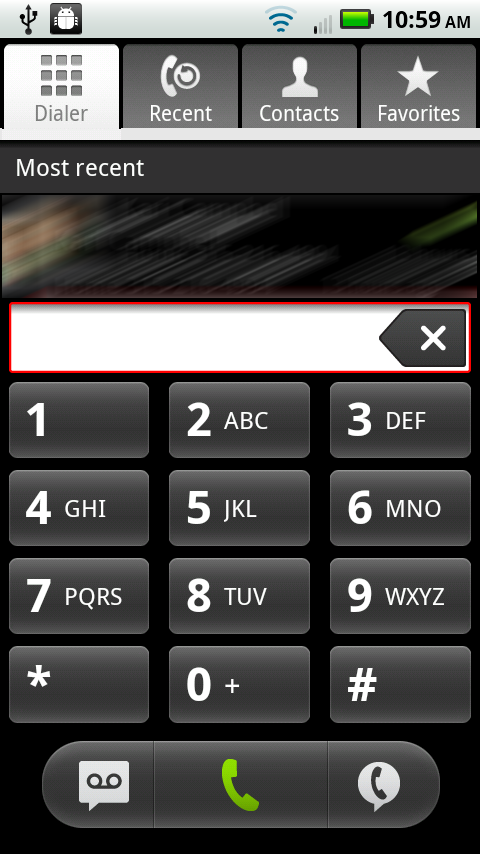 10:59 AM
Dialer Recent Contacts Favorites
Most recent
1 2 ABC 3 DEF
4 GHI 5 JKL 6 MNO
7 PQRS 8 TUV 9 WXYZ
* 0 + #